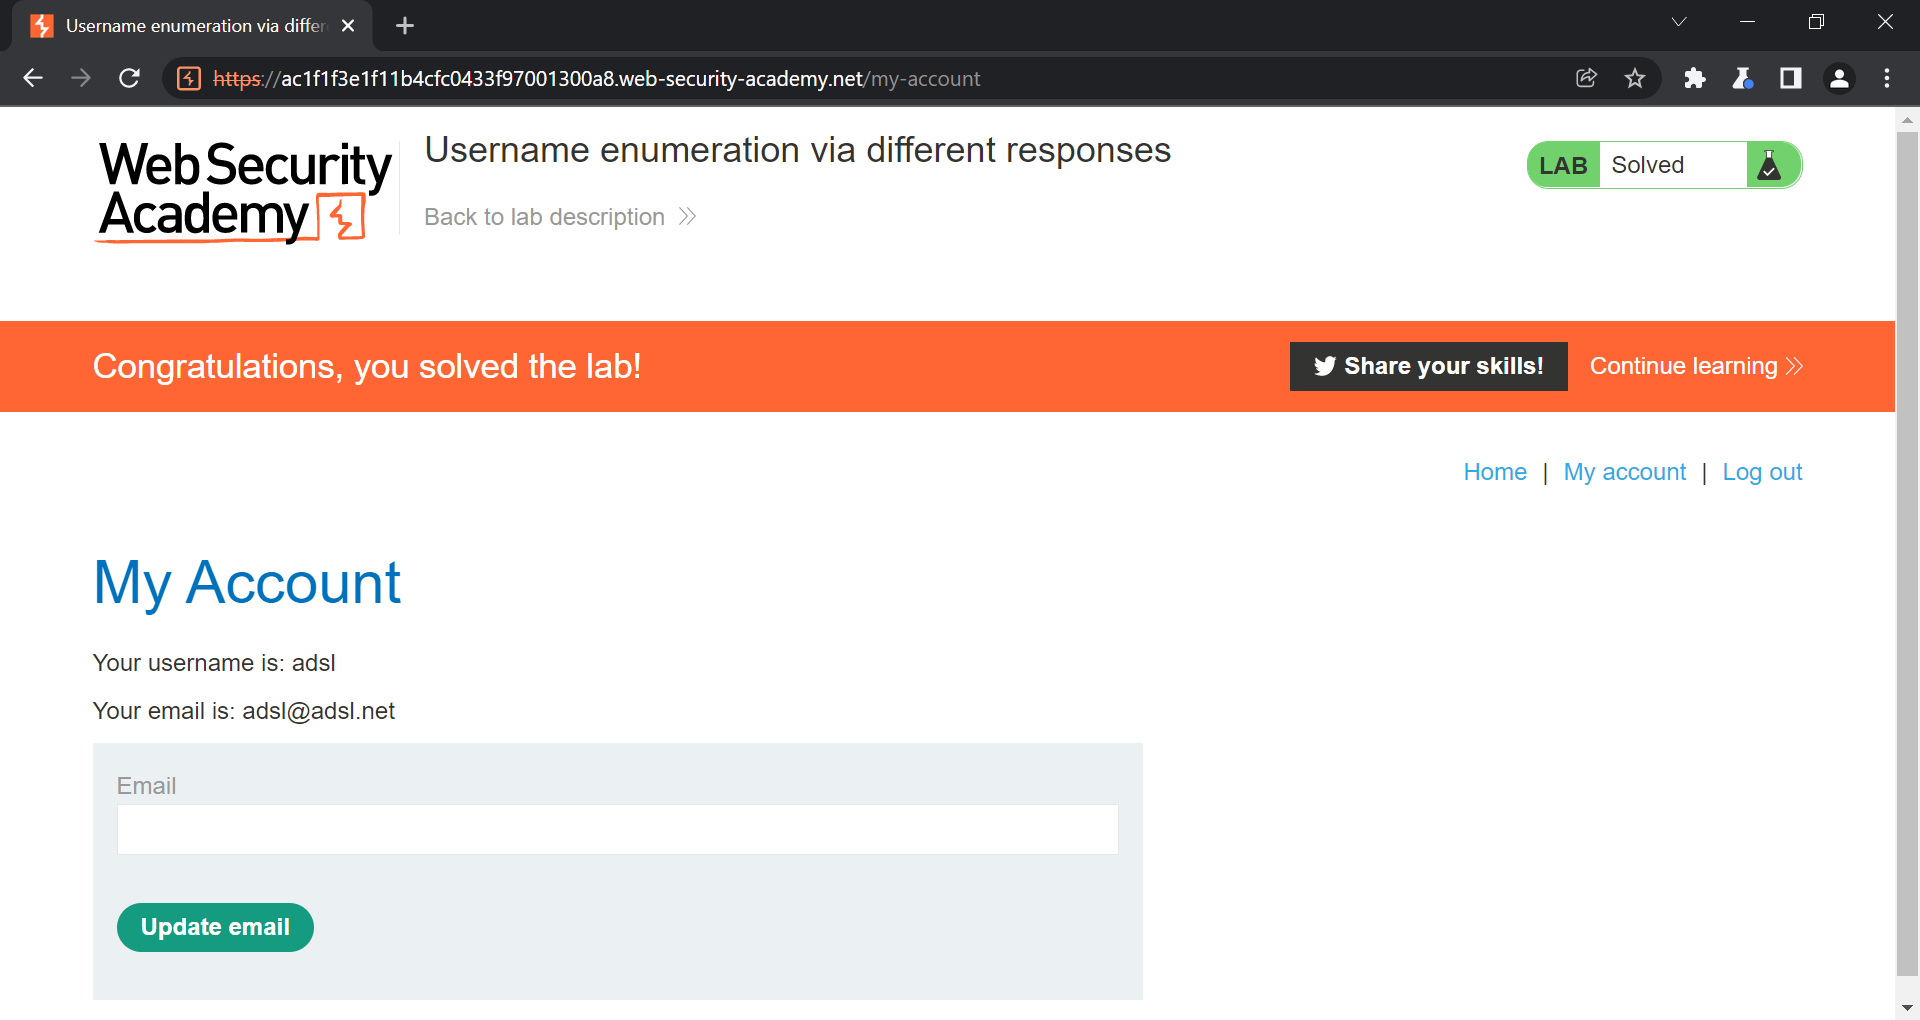 Username enumeration via differ
https://ac1f1f3e1f11b4cfc0433f97001300a8.web-security-academy.net/my-account
Web Security
Academy
Username enumeration via different responses
Back to lab description
LAB Solved
Congratulations, you solved the lab!
Share your skills!
Continue learning
Home | My account | Log out
My Account
Your username is: adsl
Your email is: adsl@adsl.net
Email
Update email